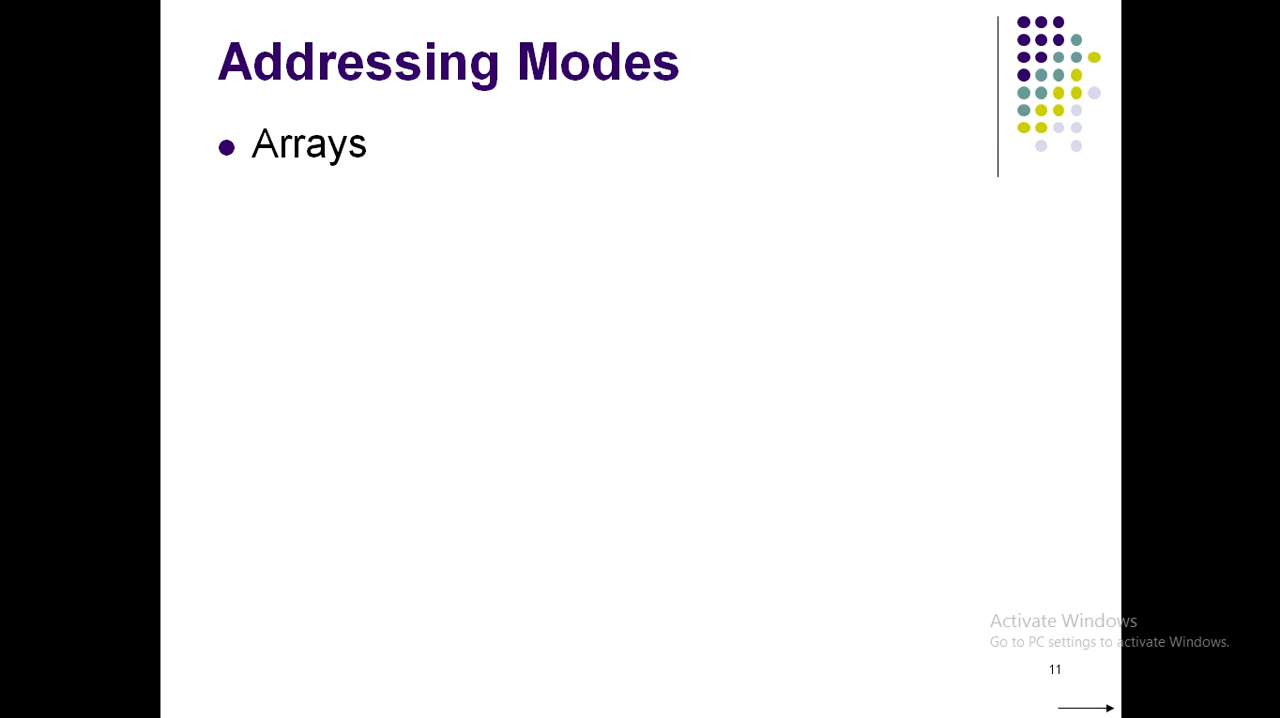 Addressing Modes
Arrays
Activate Windows
Go to PC settings to activate Windows.
11